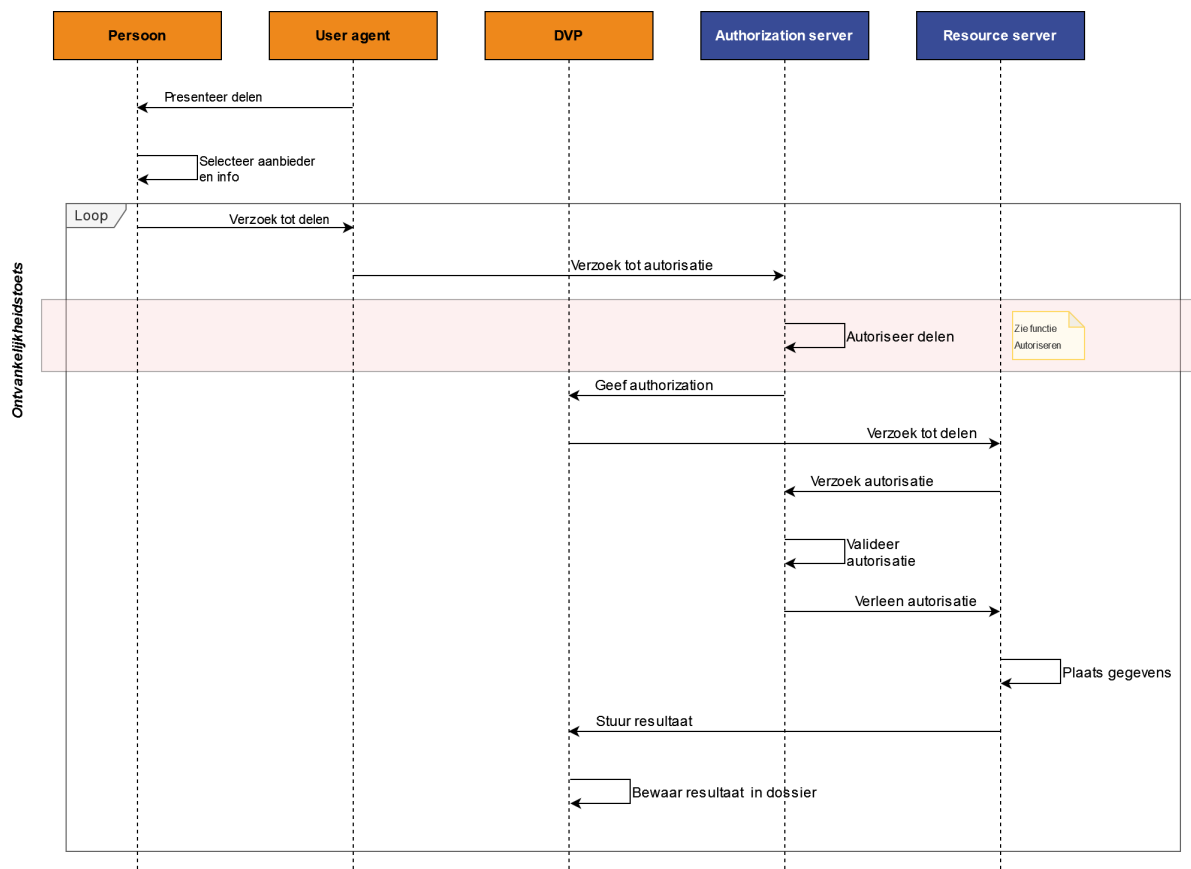 Persoon
User agent
DVP
Authorization server
Resource server
Presenteer delen
Selecteer aanbieder
en info
Loop
Verzoek tot delen
Ontvankelijkheidstoets
Verzoek tot autorisatie
Autoriseer delen
Zie functie
Autoriseren
Geef authorization
Verzoek tot delen
Verzoek autorisatie
Valideer
autorisatie
Verleen autorisatie
Plaats gegevens
Stuur resultaat
Bewaar resultaat in dossier